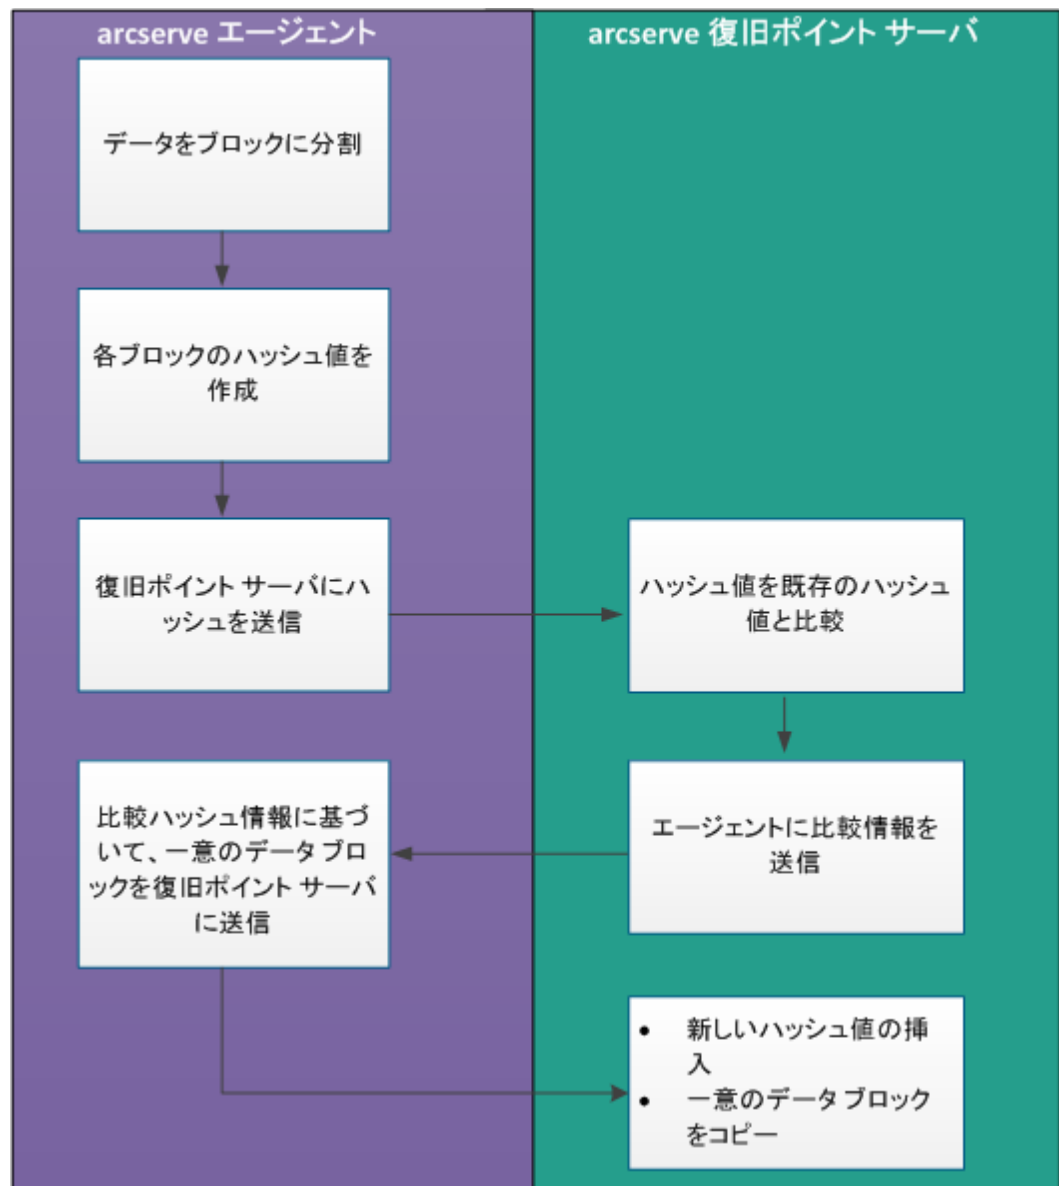 arcserve エージェント
arcserve 復旧ポイント サーバ
データをブロックに分割
各ブロックのハッシュ値を
作成
復旧ポイント サーバにハ
ッシュを送信
ハッシュ値を既存のハッシュ
値と比較
エージェントに比較情報を
送信
比較ハッシュ情報に基づ
いて、一意のデータ ブロ
ックを復旧ポイント サーバ
に送信
• 新しいハッシュ値の挿
入
• 一意のデータ ブロック
をコピー